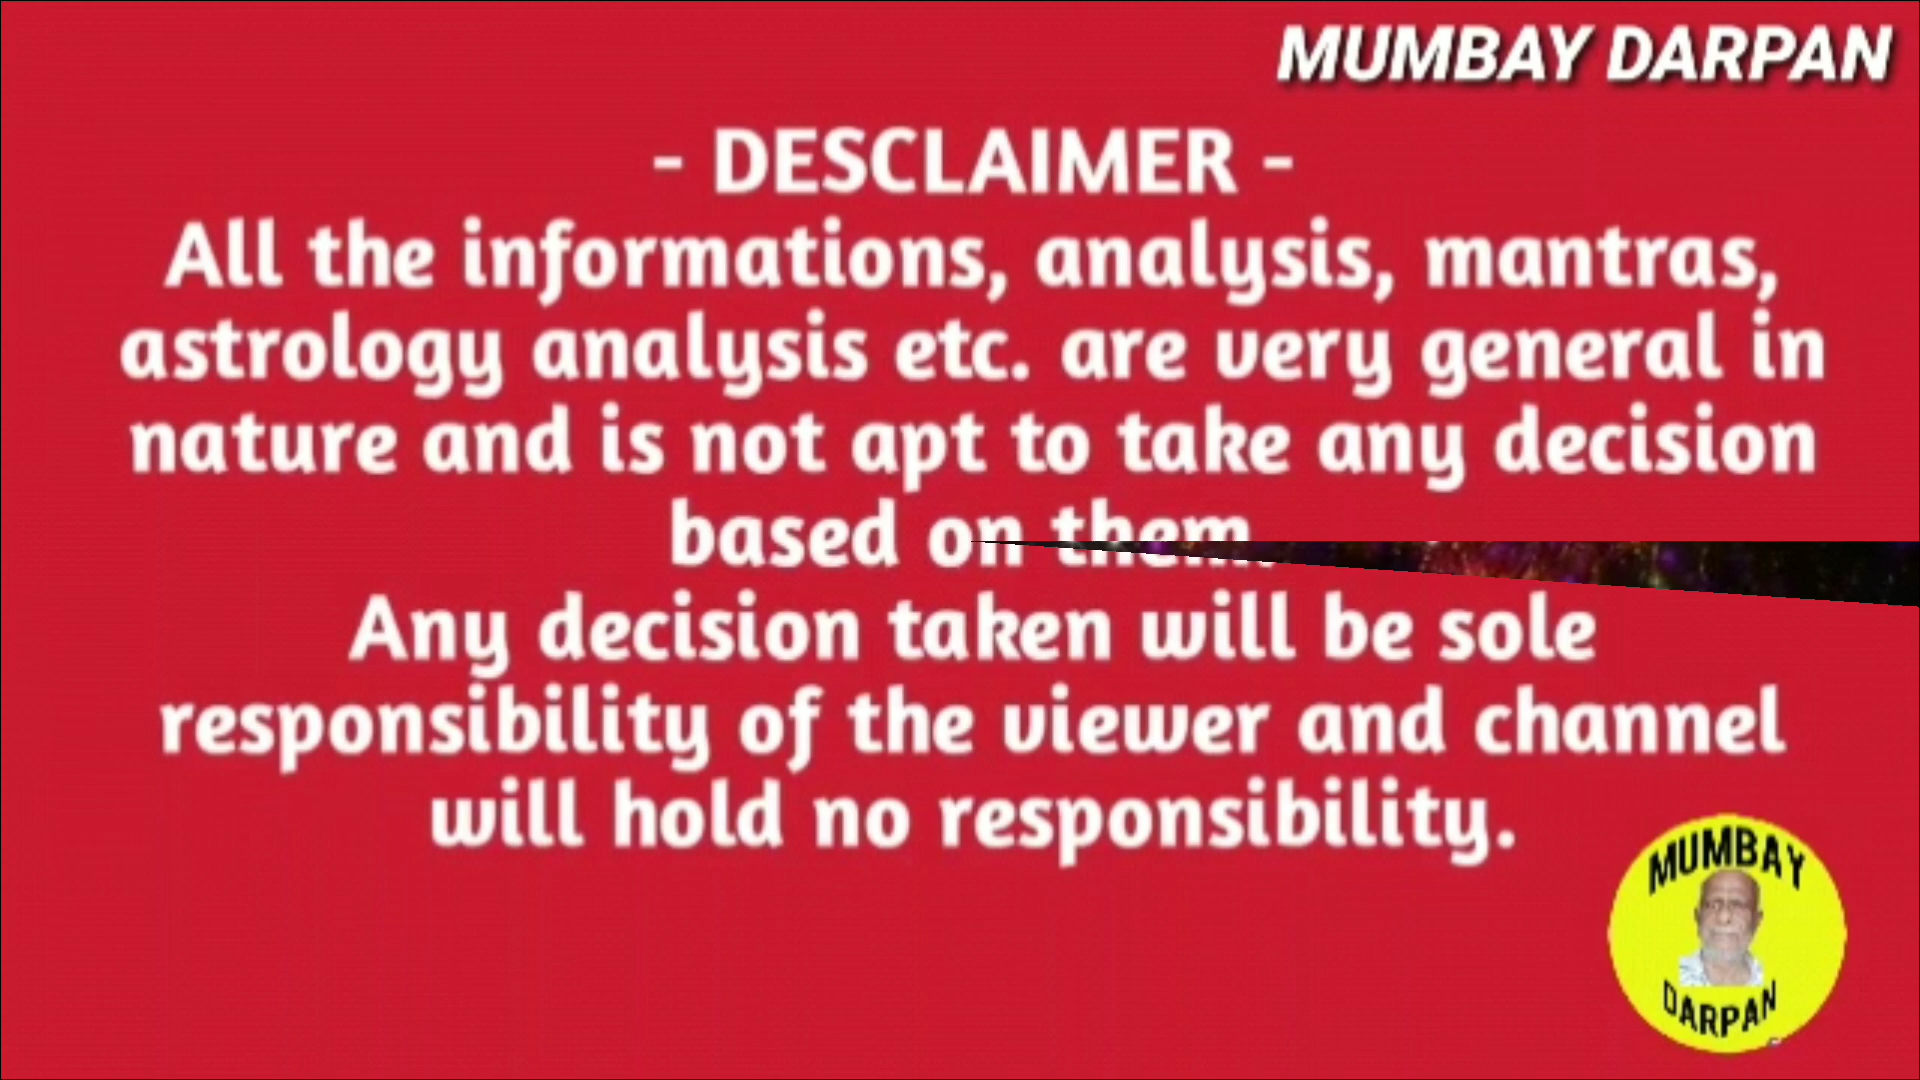 MUMBAY DARPAN
- DESCLAIMER -
All the informations, analysis, mantras,
astrology analysis etc. are very general in
nature and is not apt to take any decision
based on them.
Any decision taken will be sole
responsibility of the viewer and channel
will hold no responsibility.
MUMBAY
DARPAN